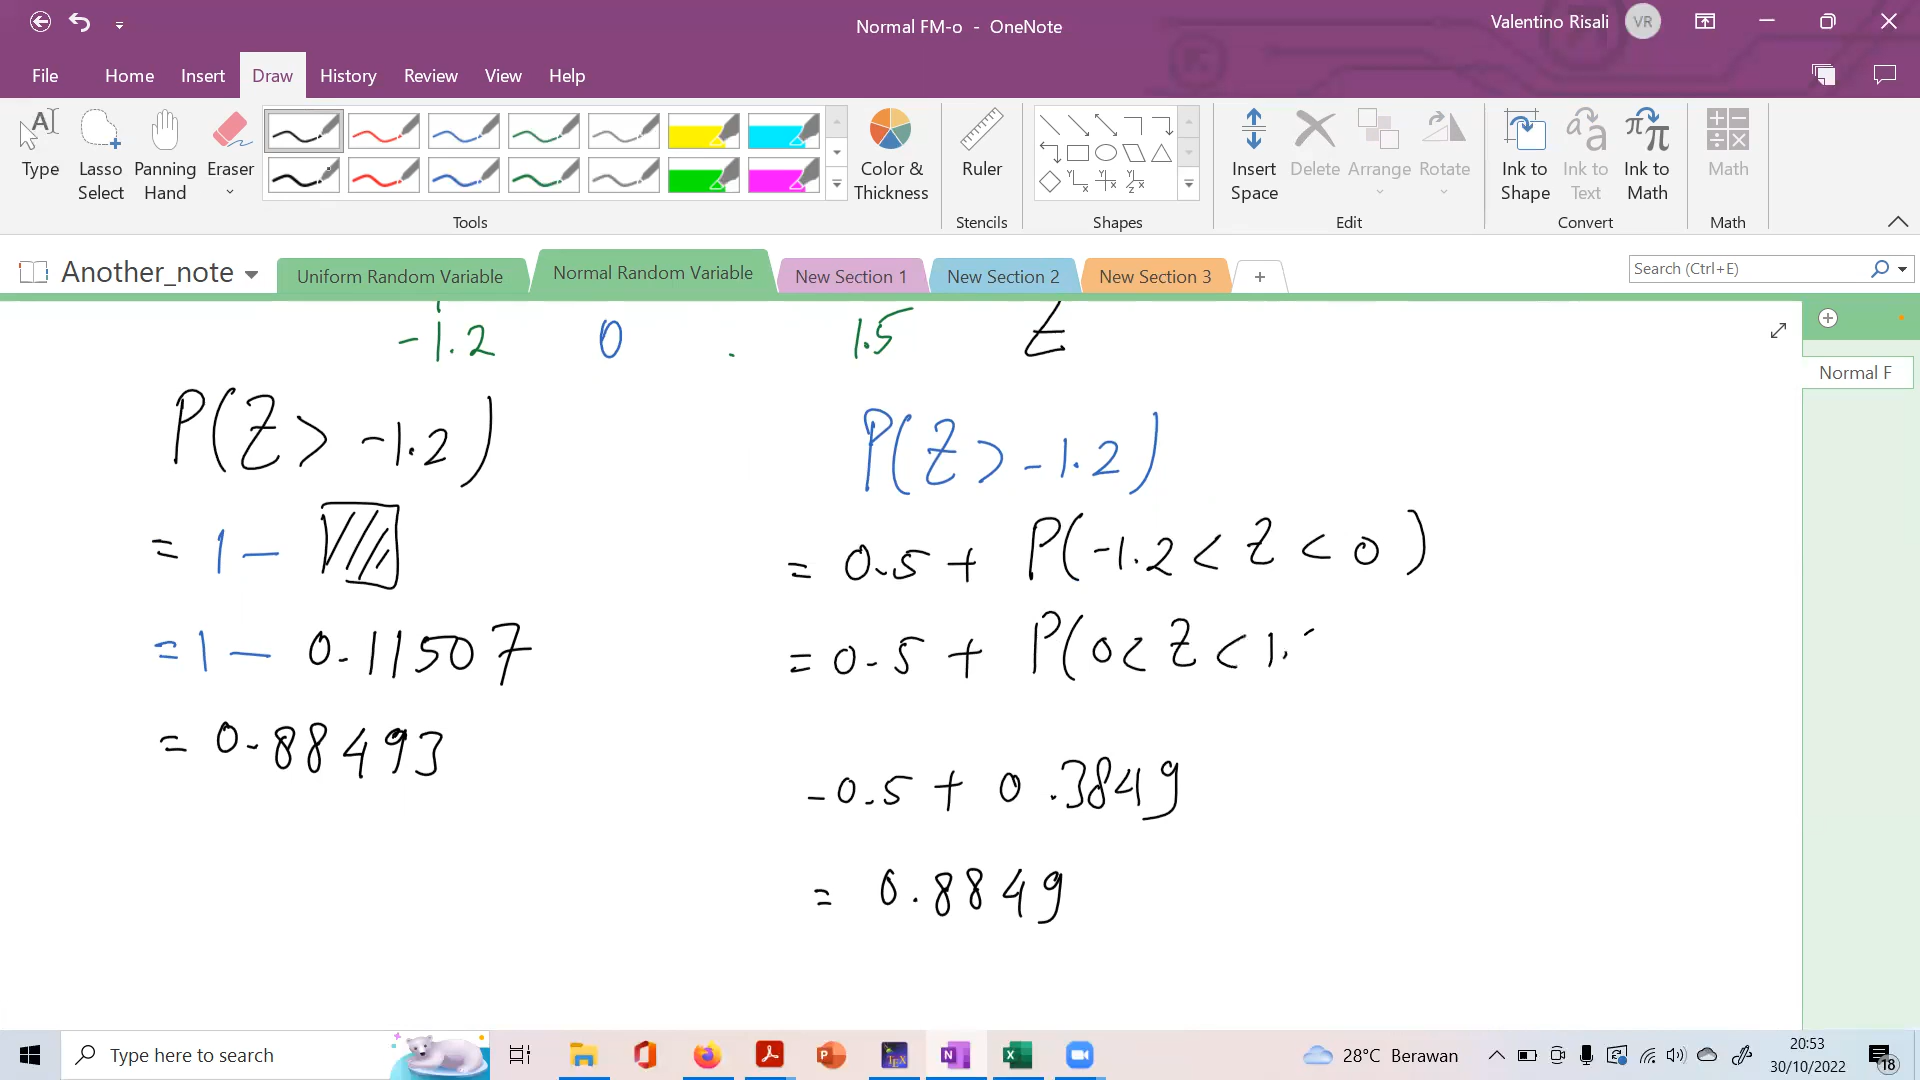 Normal FM-o - OneNote
Valentino Risali VR
File Home Insert Draw History Review View Help
Type
Lasso Select
Panning Hand
Eraser
Color & Thickness
Ruler
Insert Space
Delete
Arrange
Rotate
Ink to Shape
Ink to Text
Ink to Math
Math
Tools Stencils Shapes Edit Convert Math
Another_note Uniform Random Variable Normal Random Variable New Section 1 New Section 2 New Section 3 + Search (Ctrl+E)
Normal F
-1.2 0 . 1.5 Z
P(Z > -1.2)
= 1 -
= 1 - 0.11507
= 0.88493
P(Z > -1.2)
= 0.5 + P(-1.2 < Z < 0)
= 0.5 + P(0 < Z < 1.
- 0.5 + 0.3849
= 0.8849
Type here to search
28°C Berawan
20:53
30/10/2022
18